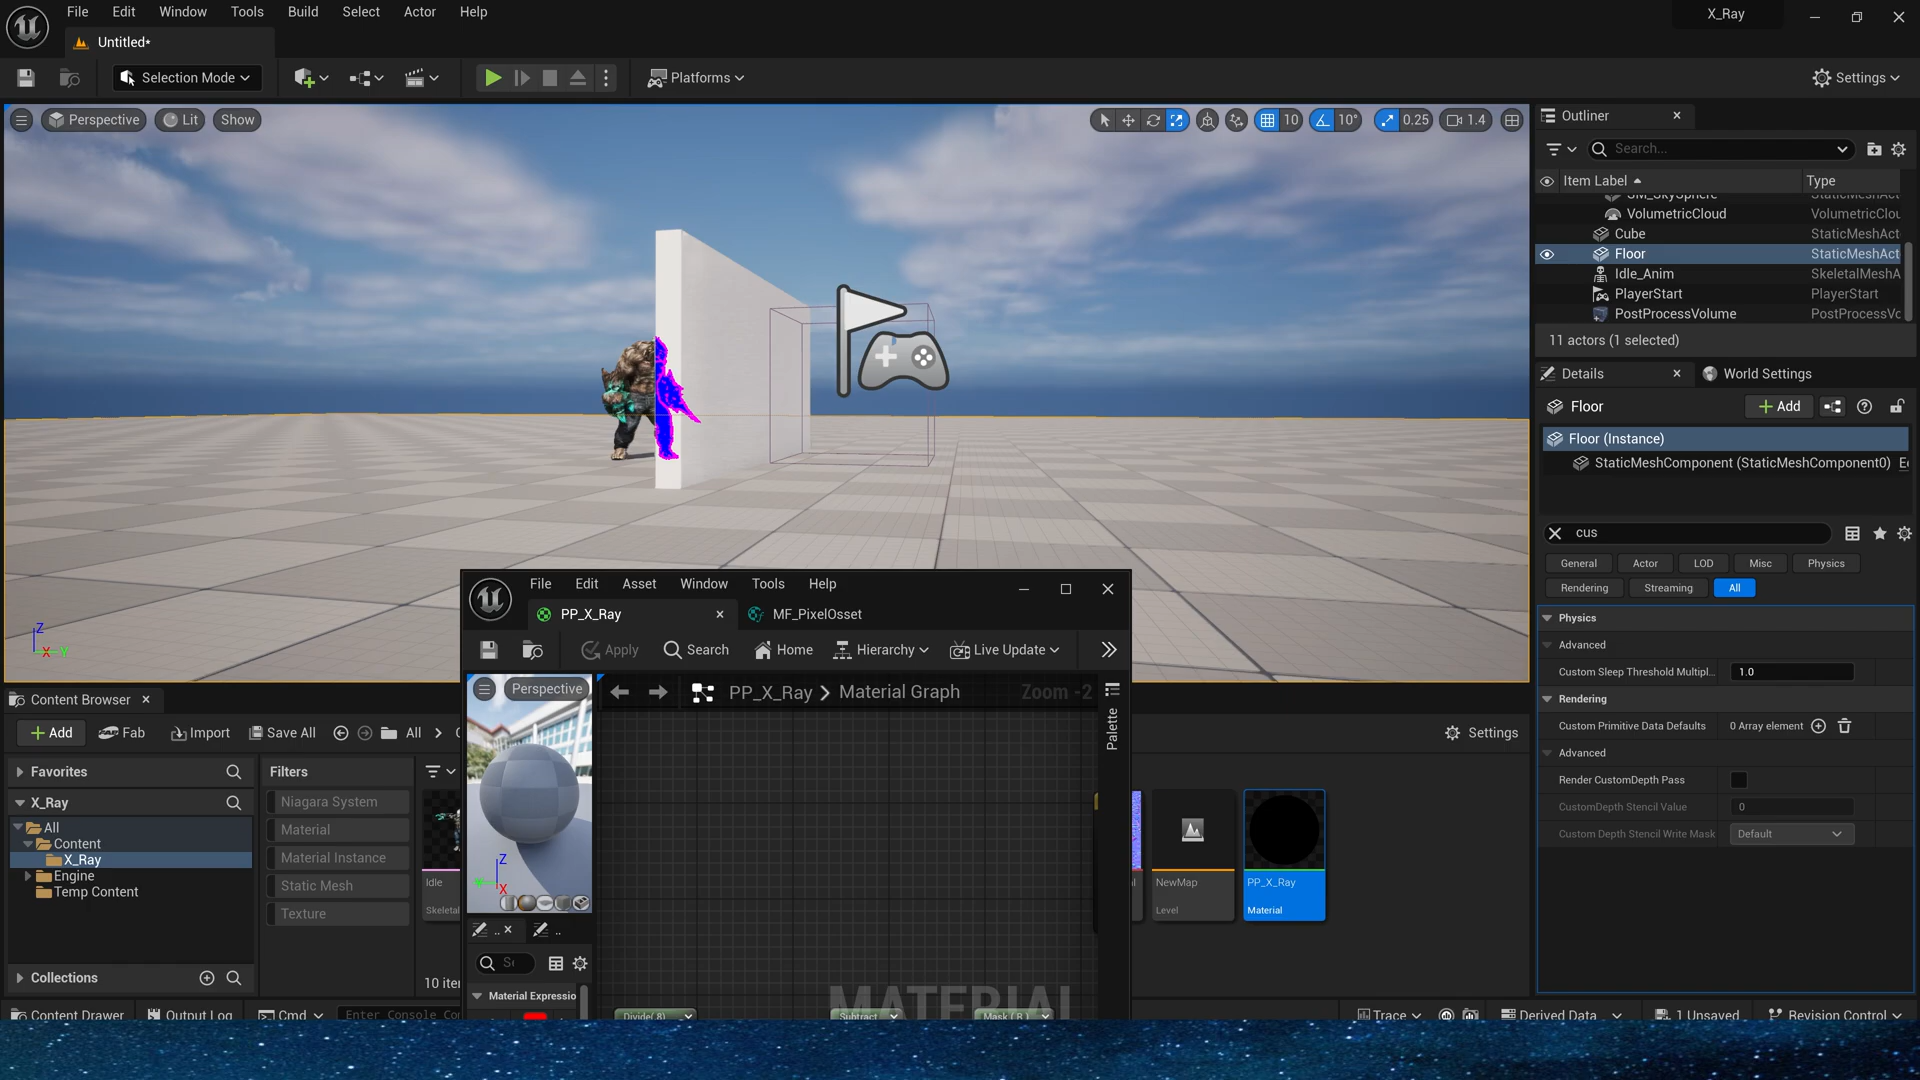 File Edit Window Tools Build Select Actor Help
X_Ray
Untitled*
Selection Mode
Platforms
Settings
Perspective Lit Show
10 10° 0.25 1.4
Outliner
Search...
Item Label Type
VolumetricCloud VolumetricClou
Cube StaticMeshAct
Floor StaticMeshAct
Idle_Anim SkeletalMeshA
PlayerStart PlayerStart
PostProcessVolume PostProcessVo
11 actors (1 selected)
Details World Settings
Floor Add
Floor (Instance)
StaticMeshComponent (StaticMeshComponent0) E
cus
General Actor LOD Misc Physics
Rendering Streaming All
Physics
Advanced
Custom Sleep Threshold Multipl... 1.0
Rendering
Custom Primitive Data Defaults 0 Array element
Advanced
Render CustomDepth Pass
CustomDepth Stencil Value 0
Custom Depth Stencil Write Mask Default
Z
X Y
File Edit Asset Window Tools Help
PP_X_Ray MF_PixelOsset
Apply Search Home Hierarchy Live Update
Perspective
PP_X_Ray Material Graph Zoom -2
Palette
Z
X
Material Expressio
Divide(,8) Subtract Mask ( R )
MATERIAL
Content Browser
Add Fab Import Save All All
Settings
Favorites
Filters
X_Ray
All
Content
X_Ray
Engine
Temp Content
Niagara System
Material
Material Instance
Static Mesh
Texture
Idle
Skeletal
NewMap
Level
PP_X_Ray
Material
Collections
10 iter
Content Drawer Output Log Cmd Enter Console Co
Trace Derived Data 1 Unsaved Revision Control